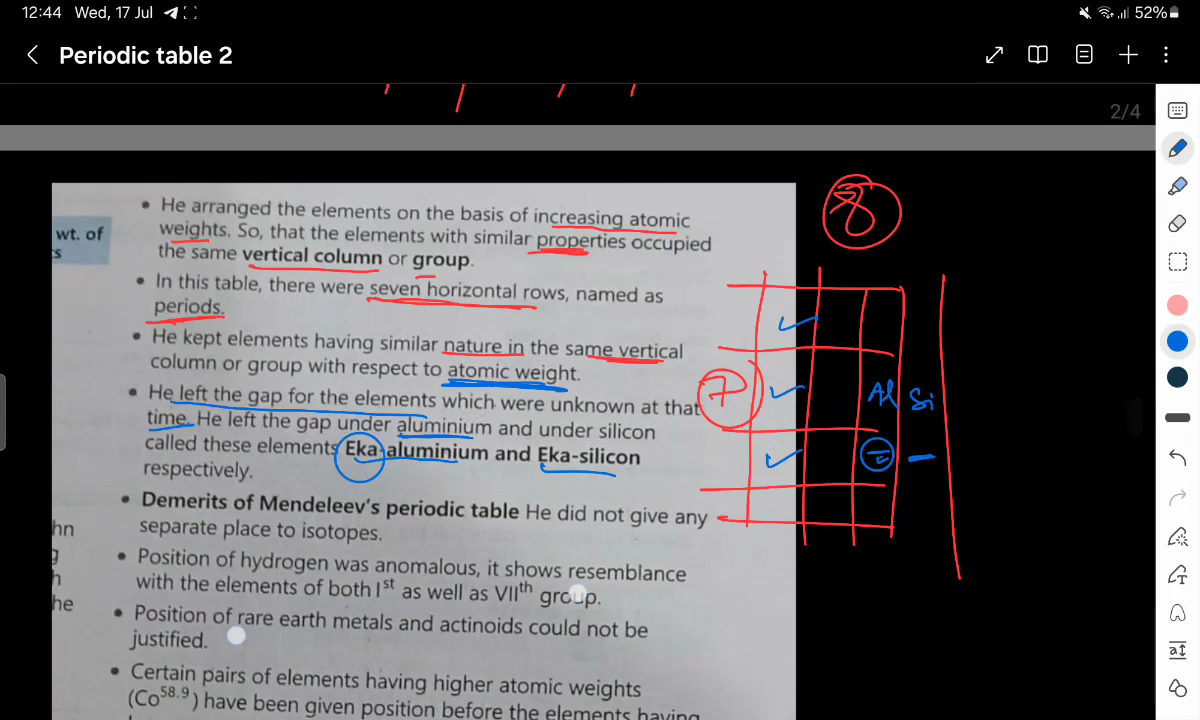 12:44 Wed, 17 Jul
52%
Periodic table 2
2/4
8
• He arranged the elements on the basis of increasing atomic
wt. of
weights. So, that the elements with similar properties occupied
s
the same vertical column or group.
• In this table, there were seven horizontal rows, named as
periods.
• He kept elements having similar nature in the same vertical
column or group with respect to atomic weight.
7
• He left the gap for the elements which were unknown at that
Al Si
time. He left the gap under aluminium and under silicon
called these elements Eka-aluminium and Eka-silicon
respectively.
• Demerits of Mendeleev's periodic table He did not give any
hn
separate place to isotopes.
g
• Position of hydrogen was anomalous, it shows resemblance
h
with the elements of both Ist as well as VIIth group.
he
• Position of rare earth metals and actinoids could not be
justified.
• Certain pairs of elements having higher atomic weights
(Co58.9) have been given position before the elements having